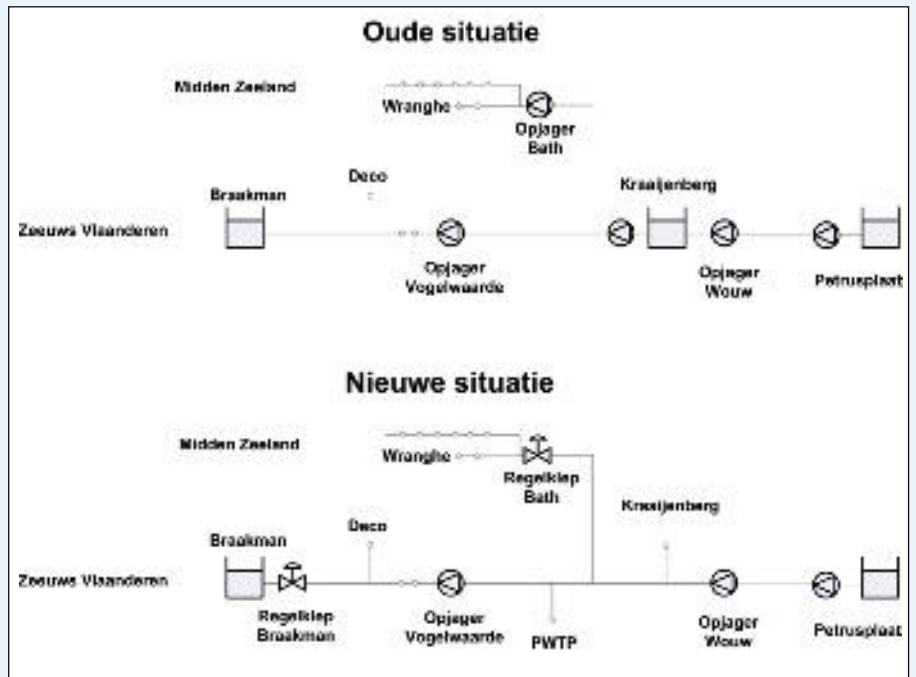 Oude situatie
Midden Zeeland
Wranghe
Opjager
Bath
Deco
Braakman
Kraaijenberg
Zeeuws Vlaanderen
Opjager
Vogelwaarde
Opjager
Wouw
Petrusplaat
Nieuwe situatie
Midden Zeeland
Wranghe
Regelklep
Bath
Kraaijenberg
Deco
Braakman
Zeeuws Vlaanderen
Regelklep
Braakman
Opjager
Vogelwaarde
PWTP
Opjager
Wouw
Petrusplaat